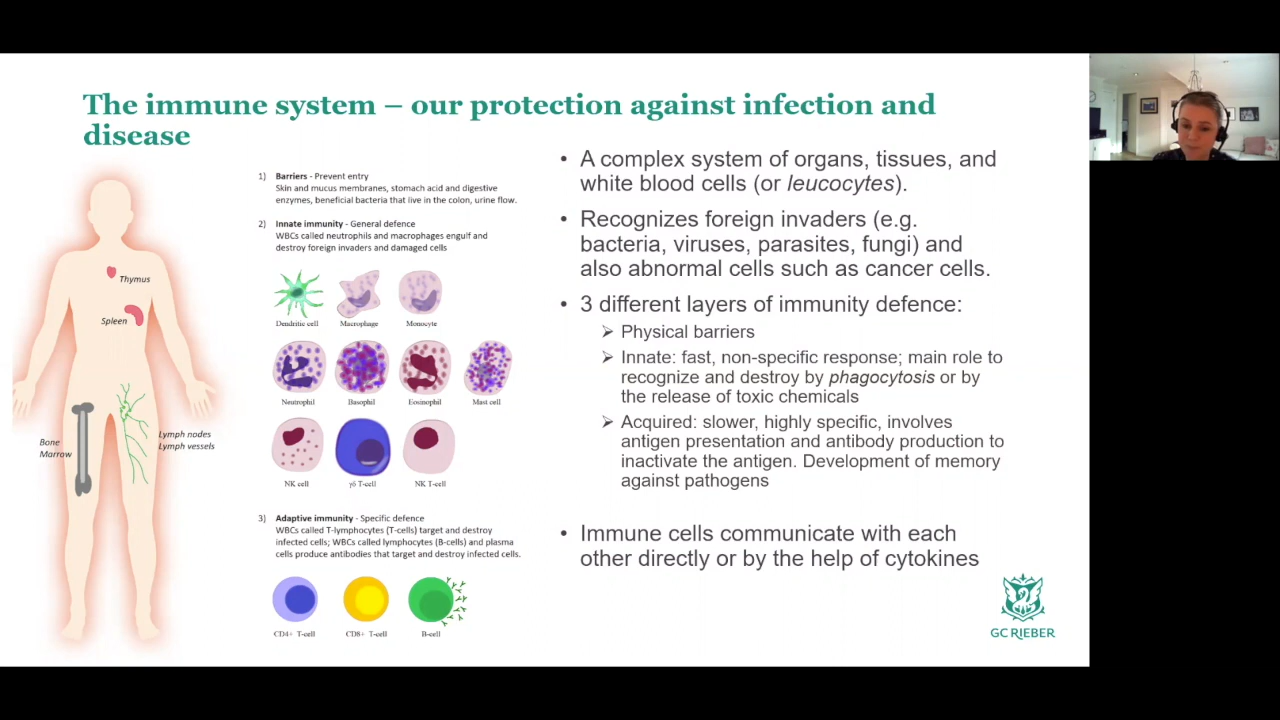 The immune system – our protection against infection and
disease
Thymus
Spleen
Bone
Marrow
Lymph nodes
Lymph vessels
1) Barriers - Prevent entry
Skin and mucus membranes, stomach acid and digestive
enzymes, beneficial bacteria that live in the colon, urine flow.
2) Innate immunity - General defence
WBCs called neutrophils and macrophages engulf and
destroy foreign invaders and damaged cells
Dendritic cell
Macrophage
Monocyte
Neutrophil
Basophil
Eosinophil
Mast cell
NK cell
γδ T-cell
NK T-cell
3) Adaptive immunity - Specific defence
WBCs called T-lymphocytes (T-cells) target and destroy
infected cells; WBCs called lymphocytes (B-cells) and plasma
cells produce antibodies that target and destroy infected cells.
CD4+ T-cell
CD8+ T-cell
B-cell
• A complex system of organs, tissues, and
white blood cells (or leucocytes).
• Recognizes foreign invaders (e.g.
bacteria, viruses, parasites, fungi) and
also abnormal cells such as cancer cells.
• 3 different layers of immunity defence:
➢ Physical barriers
➢ Innate: fast, non-specific response; main role to
recognize and destroy by phagocytosis or by
the release of toxic chemicals
➢ Acquired: slower, highly specific, involves
antigen presentation and antibody production to
inactivate the antigen. Development of memory
against pathogens
• Immune cells communicate with each
other directly or by the help of cytokines
GC RIEBER